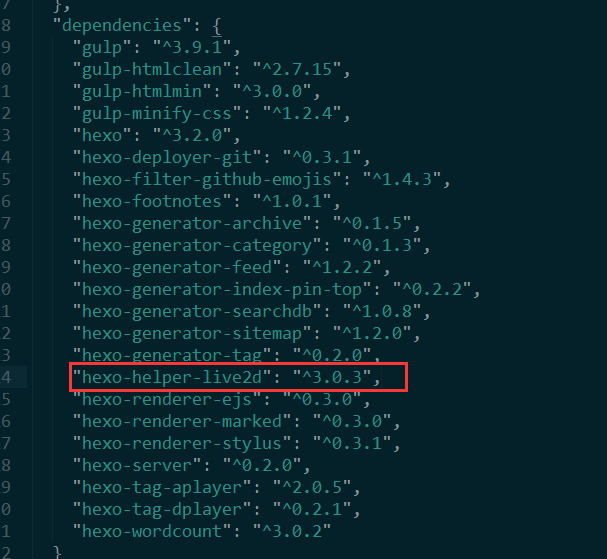 7 },
8 "dependencies": {
9 "gulp": "^3.9.1",
0 "gulp-htmlclean": "^2.7.15",
1 "gulp-htmlmin": "^3.0.0",
2 "gulp-minify-css": "^1.2.4",
3 "hexo": "^3.2.0",
4 "hexo-deployer-git": "^0.3.1",
5 "hexo-filter-github-emojis": "^1.4.3",
6 "hexo-footnotes": "^1.0.1",
7 "hexo-generator-archive": "^0.1.5",
8 "hexo-generator-category": "^0.1.3",
9 "hexo-generator-feed": "^1.2.2",
0 "hexo-generator-index-pin-top": "^0.2.2",
1 "hexo-generator-searchdb": "^1.0.8",
2 "hexo-generator-sitemap": "^1.2.0",
3 "hexo-generator-tag": "^0.2.0",
4 "hexo-helper-live2d": "^3.0.3",
5 "hexo-renderer-ejs": "^0.3.0",
6 "hexo-renderer-marked": "^0.3.0",
7 "hexo-renderer-stylus": "^0.3.1",
8 "hexo-server": "^0.2.0",
9 "hexo-tag-aplayer": "^2.0.5",
0 "hexo-tag-dplayer": "^0.2.1",
1 "hexo-wordcount": "^3.0.2"
2 }